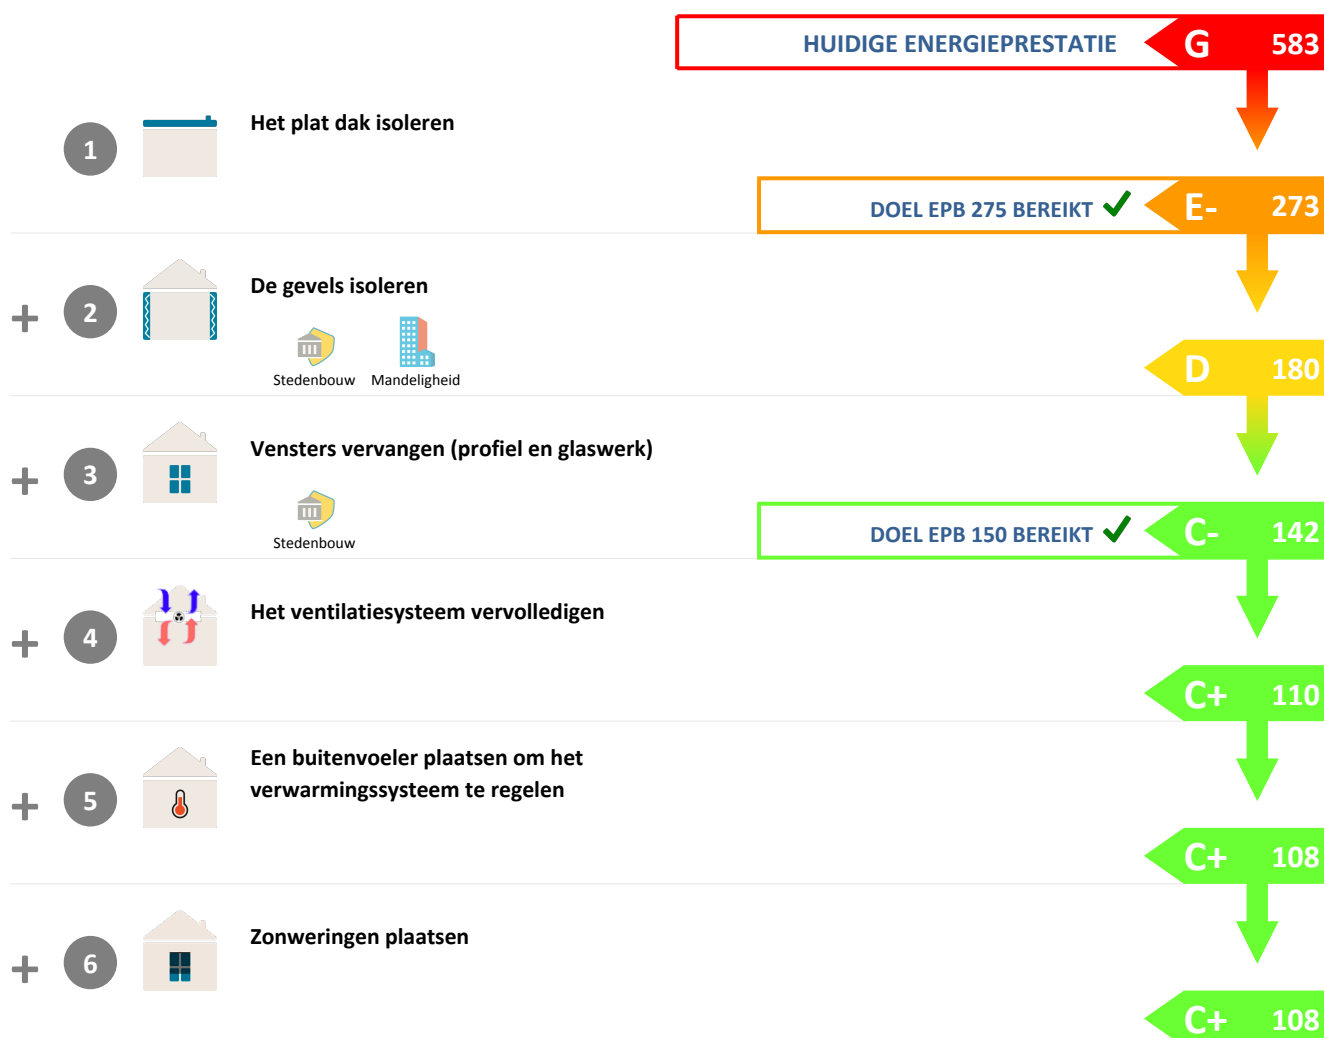 HUIDIGE ENERGIEPRESTATIE G 583
1 Het plat dak isoleren
DOEL EPB 275 BEREIKT E- 273
+ 2 De gevels isoleren
Stedenbouw Mandeligheid
D 180
+ 3 Vensters vervangen (profiel en glaswerk)
Stedenbouw
DOEL EPB 150 BEREIKT C- 142
+ 4 Het ventilatiesysteem vervolledigen
C+ 110
+ 5 Een buitenvoeler plaatsen om het
verwarmingssysteem te regelen
C+ 108
+ 6 Zonweringen plaatsen
C+ 108